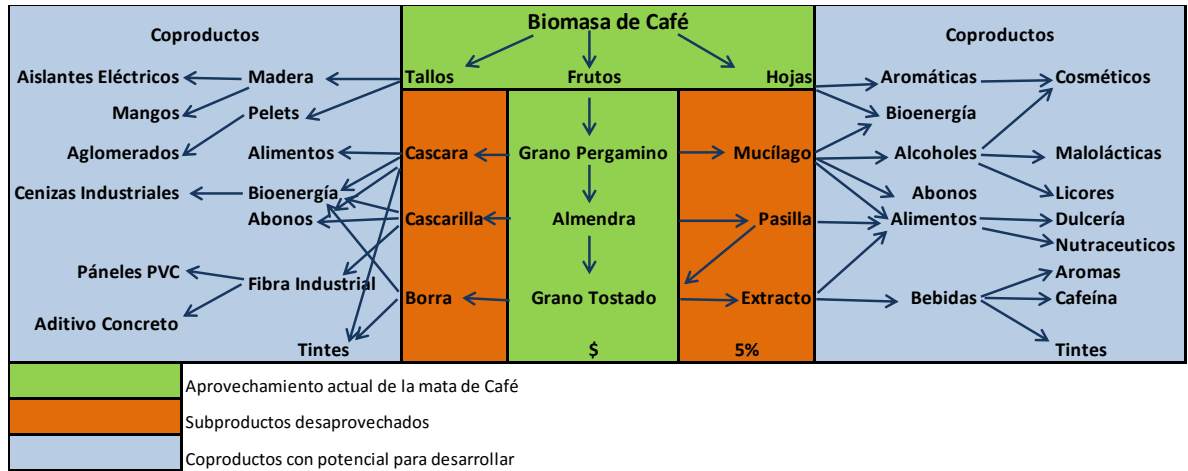 Biomasa de Café
Coproductos
Coproductos
Aislantes Eléctricos Madera Tallos Frutos Hojas Aromáticas Cosméticos
Mangos Pelets Bioenergía
Aglomerados Alimentos Cascara Grano Pergamino Mucílago Alcoholes Malolácticas
Cenizas Industriales Bioenergía Abonos Licores
Abonos Cascarilla Almendra Pasilla Alimentos Dulcería
Nutraceuticos
Páneles PVC Aromas
Fibra Industrial Borra Grano Tostado Extracto Bebidas Cafeína
Aditivo Concreto
Tintes $ 5% Tintes
Aprovechamiento actual de la mata de Café
Subproductos desaprovechados
Coproductos con potencial para desarrollar